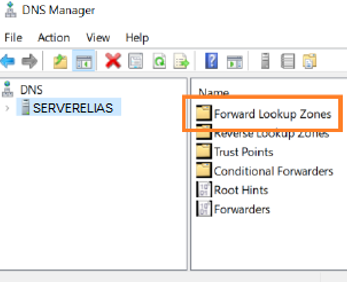 DNS Manager
File Action View Help
DNS
SERVERELIAS
Name
Forward Lookup Zones
Reverse Lookup Zones
Trust Points
Conditional Forwarders
Root Hints
Forwarders